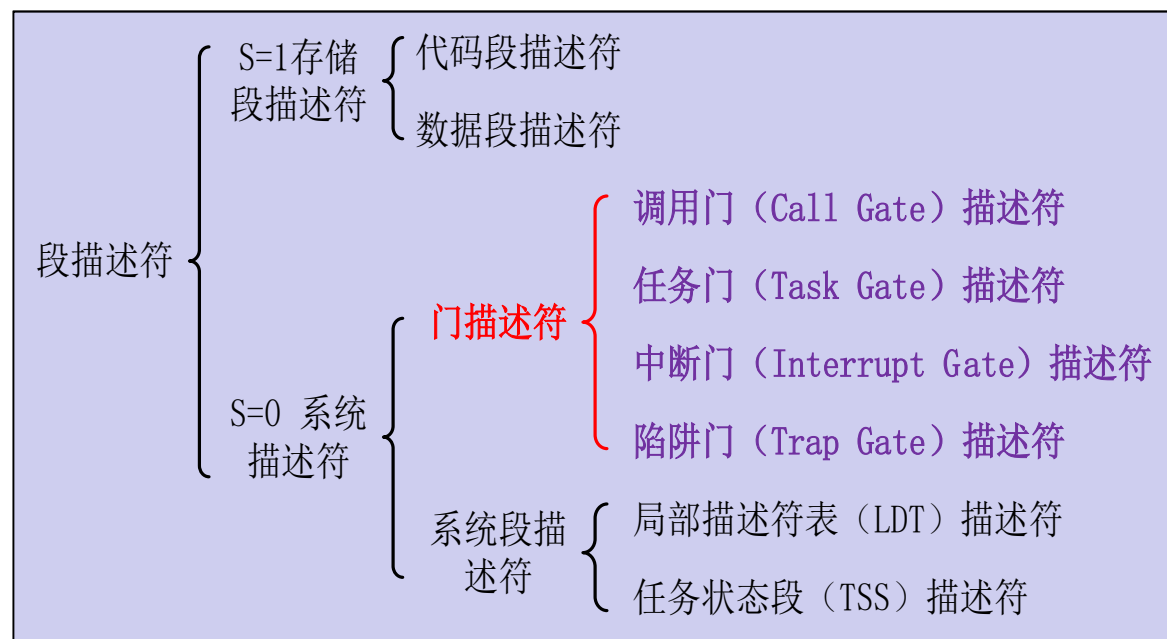 S=1存储
段描述符
代码段描述符
数据段描述符
段描述符
调用门（Call Gate）描述符
任务门（Task Gate）描述符
门描述符
中断门（Interrupt Gate）描述符
陷阱门（Trap Gate）描述符
S=0 系统
描述符
系统段描
述符
局部描述符表（LDT）描述符
任务状态段（TSS）描述符